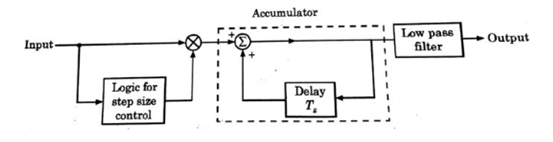 Accumulator
Input
+
Σ
+
Low pass
filter
Output
Logic for
step size
control
Delay
Ts